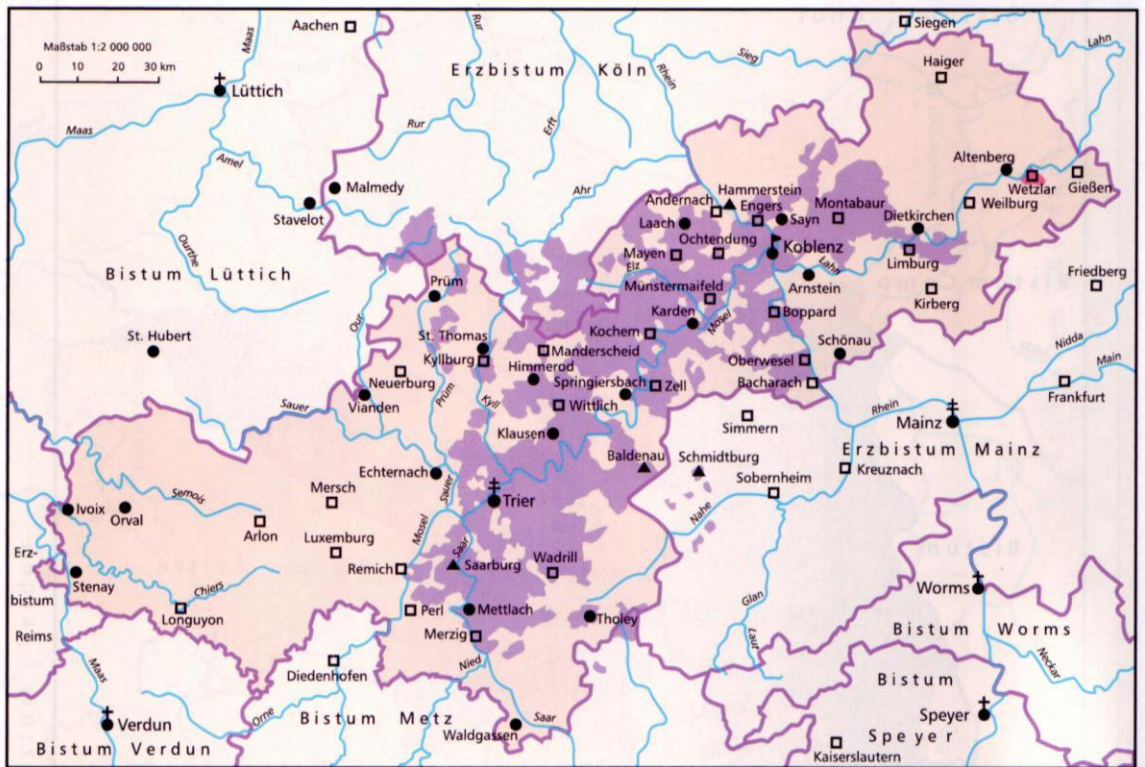 Maßstab 1:2 000 000
0 10 20 30 km
Aachen
Siegen
Maas
Rur
Rhein
Sieg
Lahn
Erzbistum Köln
Haiger
Lüttich
Maas
Rur
Erft
Amel
Altenberg
Wetzlar
Gießen
Malmedy
Ahr
Hammerstein
Andernach
Engers
Montabaur
Weilburg
Stavelot
Laach
Sayn
Dietkirchen
Ochtendung
Koblenz
Ourthe
Mayen
Elz
Lahn
Limburg
Bistum Lüttich
Arnstein
Friedberg
Prüm
Münstermaifeld
Kirberg
Our
Karden
Mosel
Boppard
St. Thomas
Kochem
Nidda
St. Hubert
Kyllburg
Manderscheid
Schönau
Main
Himmerod
Oberwesel
Neuerburg
Prüm
Springiersbach
Zell
Bacharach
Frankfurt
Vianden
Kyll
Wittlich
Sauer
Rhein
Simmern
Mainz
Klausen
Erzbistum Mainz
Baldenau
Schmidtburg
Kreuznach
Echternach
Sobernheim
Sauer
Mersch
Semois
Trier
Ivoix
Orval
Nahe
Arlon
Mosel
Luxemburg
Saar
Erz-
bistum
Reims
Wadrill
Remich
Saarburg
Stenay
Chiers
Worms
Glan
Longuyon
Perl
Mettlach
Tholey
Bistum Worms
Merzig
Laut
Maas
Nied
Neckar
Diedenhofen
Bistum
Speyer
Orne
Verdun
Bistum Metz
Saar
Speyer
Waldgassen
Bistum Verdun
Kaiserslautern